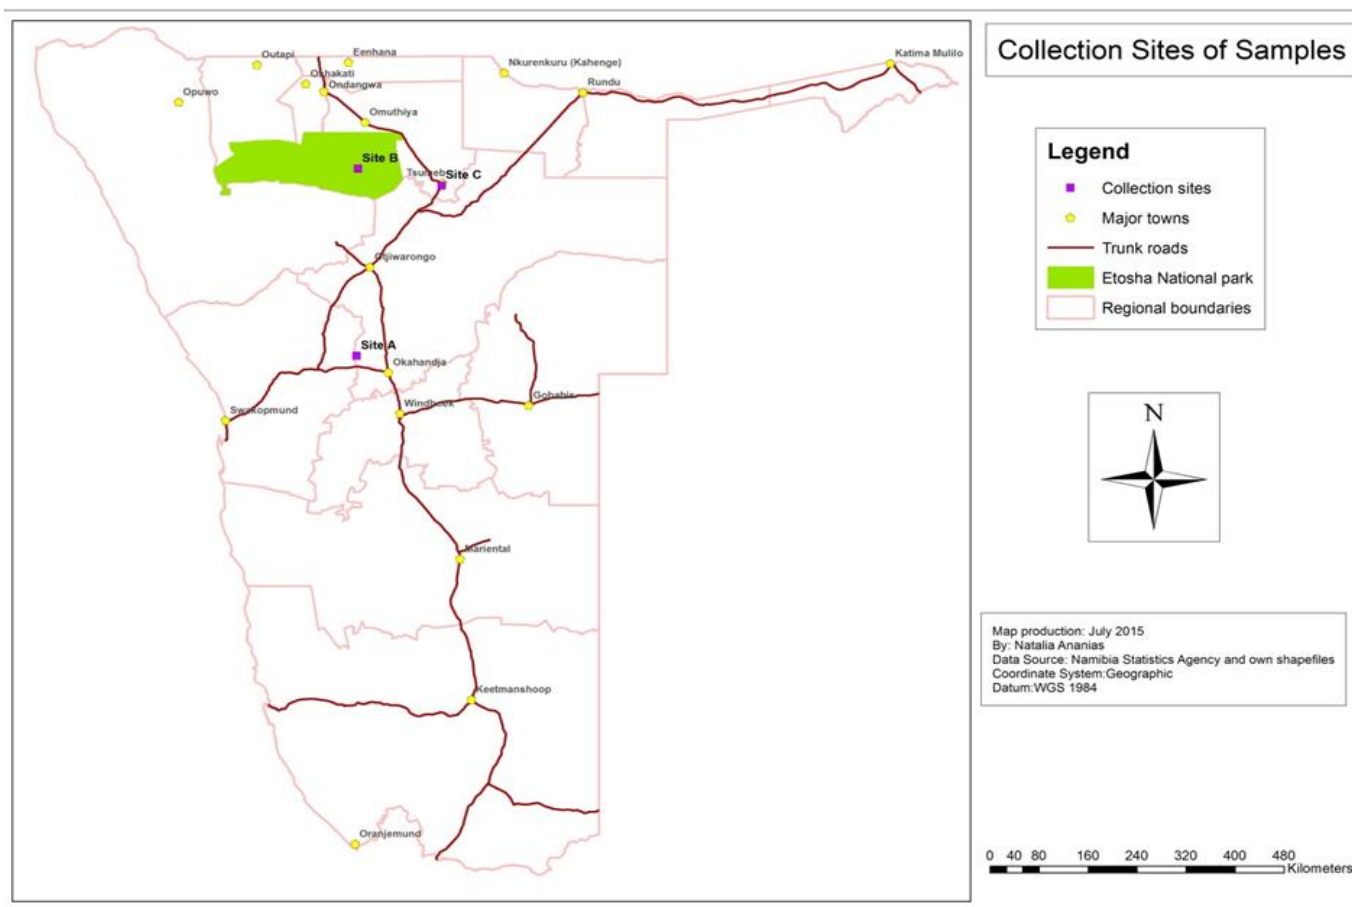 Collection Sites of Samples
Outapi
Eenhana
Oshakati
Ondangwa
Opuwo
Omuthiya
Nkurenkuru (Kahenge)
Rundu
Katima Mulilo
Site B
Tsumeb
Site C
Otjiwarongo
Site A
Okahandja
Swakopmund
Windhoek
Gobabis
Mariental
Keetmanshoop
Oranjemund
Legend
Collection sites
Major towns
Trunk roads
Etosha National park
Regional boundaries
N
Map production: July 2015
By: Natalia Ananias
Data Source: Namibia Statistics Agency and own shapefiles
Coordinate System:Geographic
Datum:WGS 1984
0 40 80 160 240 320 400 480
Kilometers